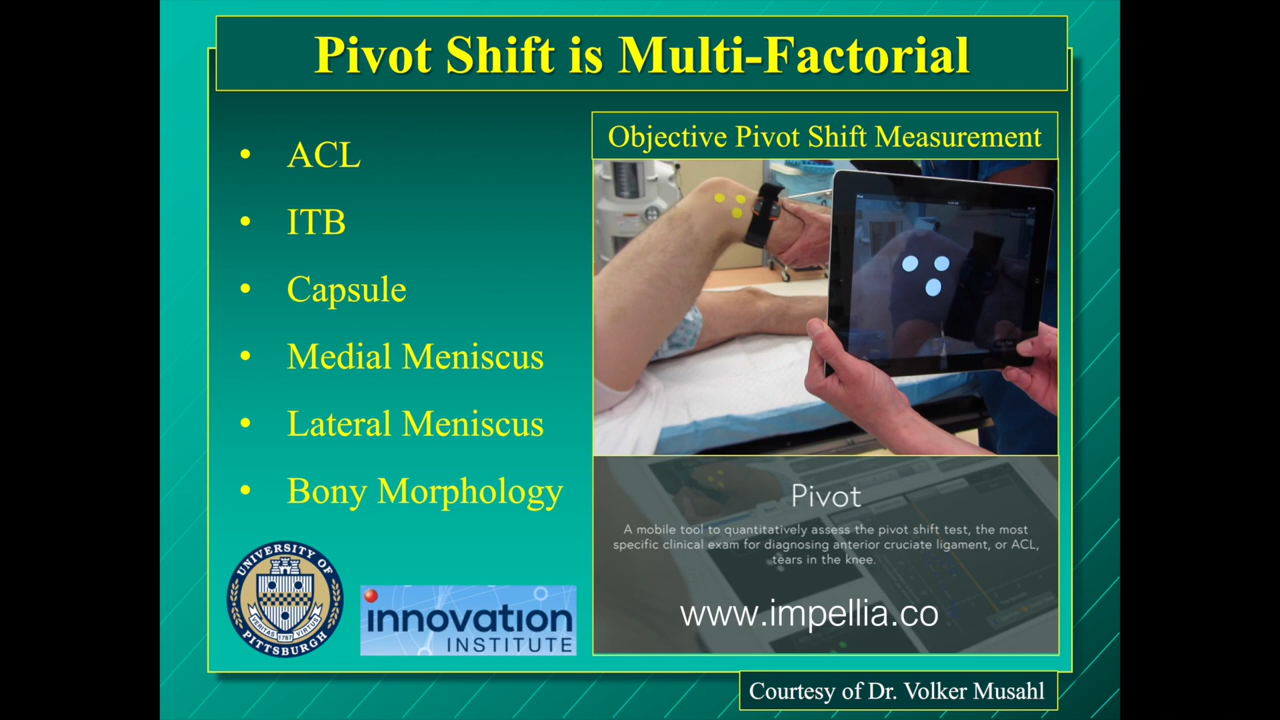 Pivot Shift is Multi-Factorial
• ACL
• ITB
• Capsule
• Medial Meniscus
• Lateral Meniscus
• Bony Morphology
Objective Pivot Shift Measurement
Pivot
A mobile tool to quantitatively assess the pivot shift test, the most
specific clinical exam for diagnosing anterior cruciate ligament, or ACL,
tears in the knee.
www.impellia.co
UNIVERSITY OF
PITTSBURGH
VERITAS 1787 VIRTUS
innovation
INSTITUTE
Courtesy of Dr. Volker Musahl